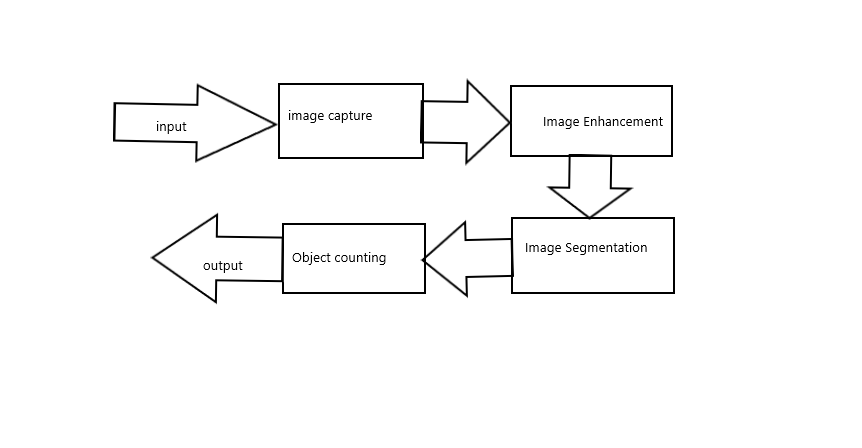 input
image capture
Image Enhancement
Image Segmentation
Object counting
output